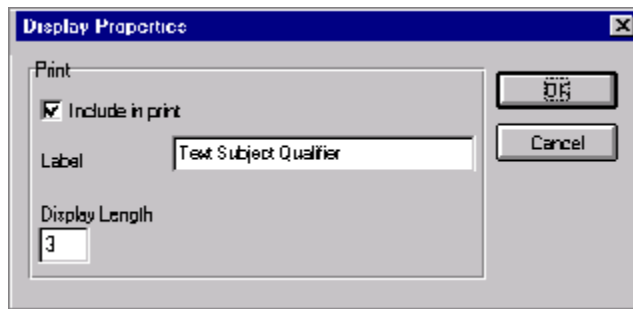 Display Properties
Print
Include in print
Label
Text Subject Qualifier
Display Length
3
OK
Cancel